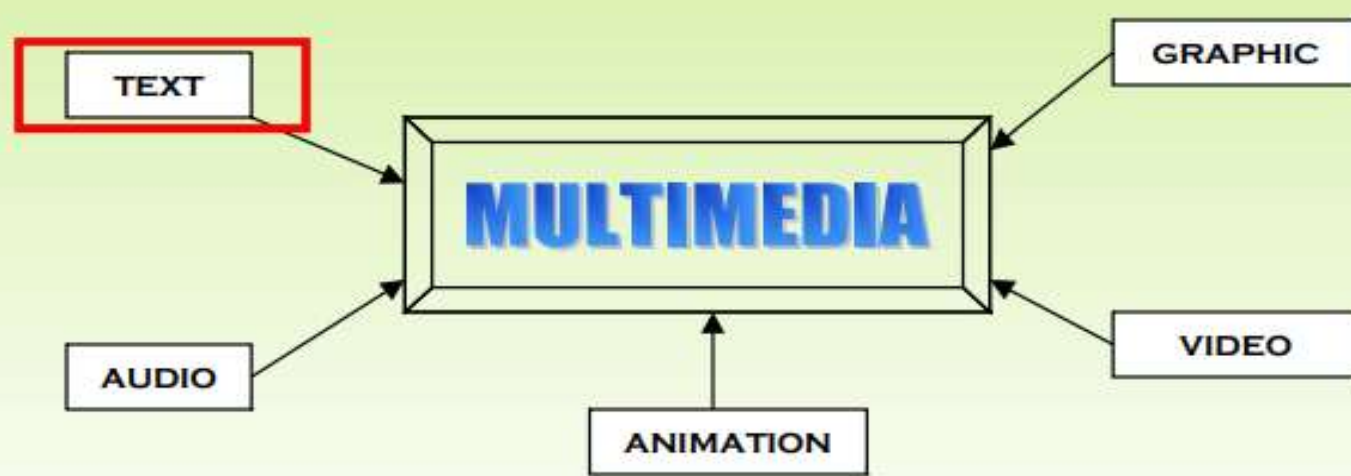 GRAPHIC
TEXT
MULTIMEDIA
VIDEO
AUDIO
ANIMATION